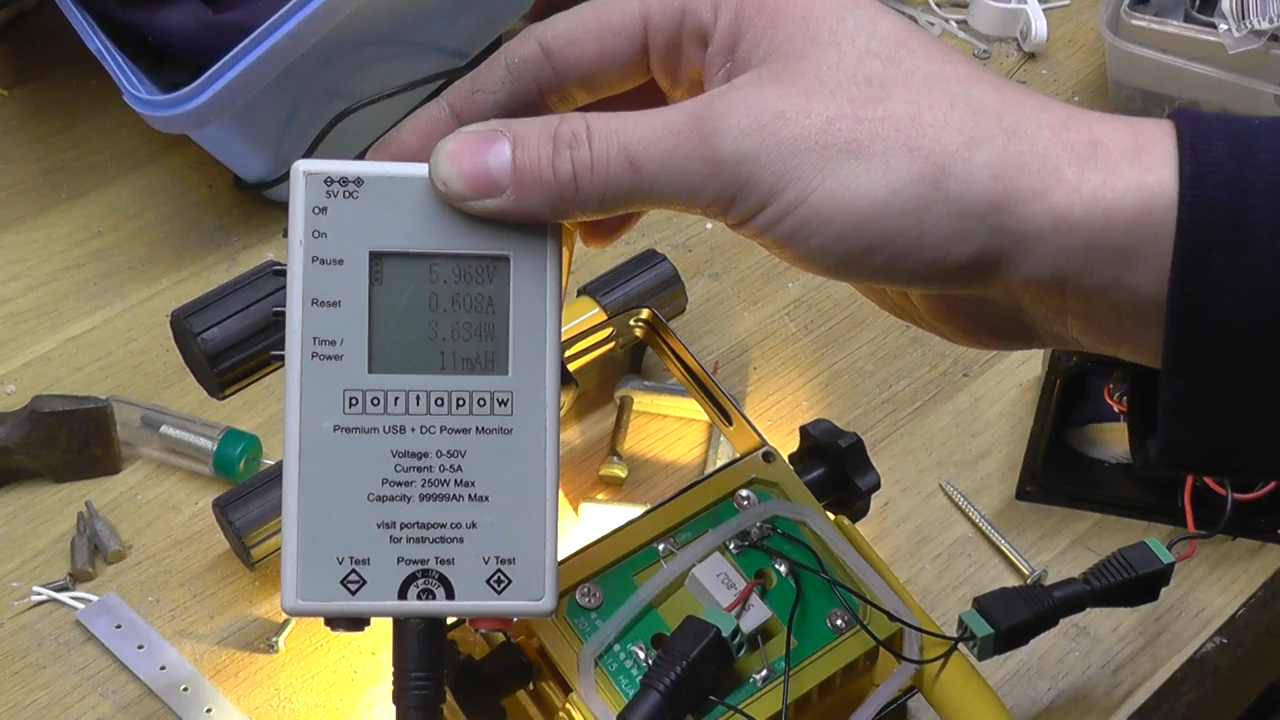 5V DC
Off
On
Pause
Reset
Time /
Power
5.968V
0.608A
3.634W
11mAH
portapow
Premium USB + DC Power Monitor
Voltage: 0-50V
Current: 0-5A
Power: 250W Max
Capacity: 99999Ah Max
visit portapow.co.uk
for instructions
V Test
Power Test
V Test
V-IN
V-OUT